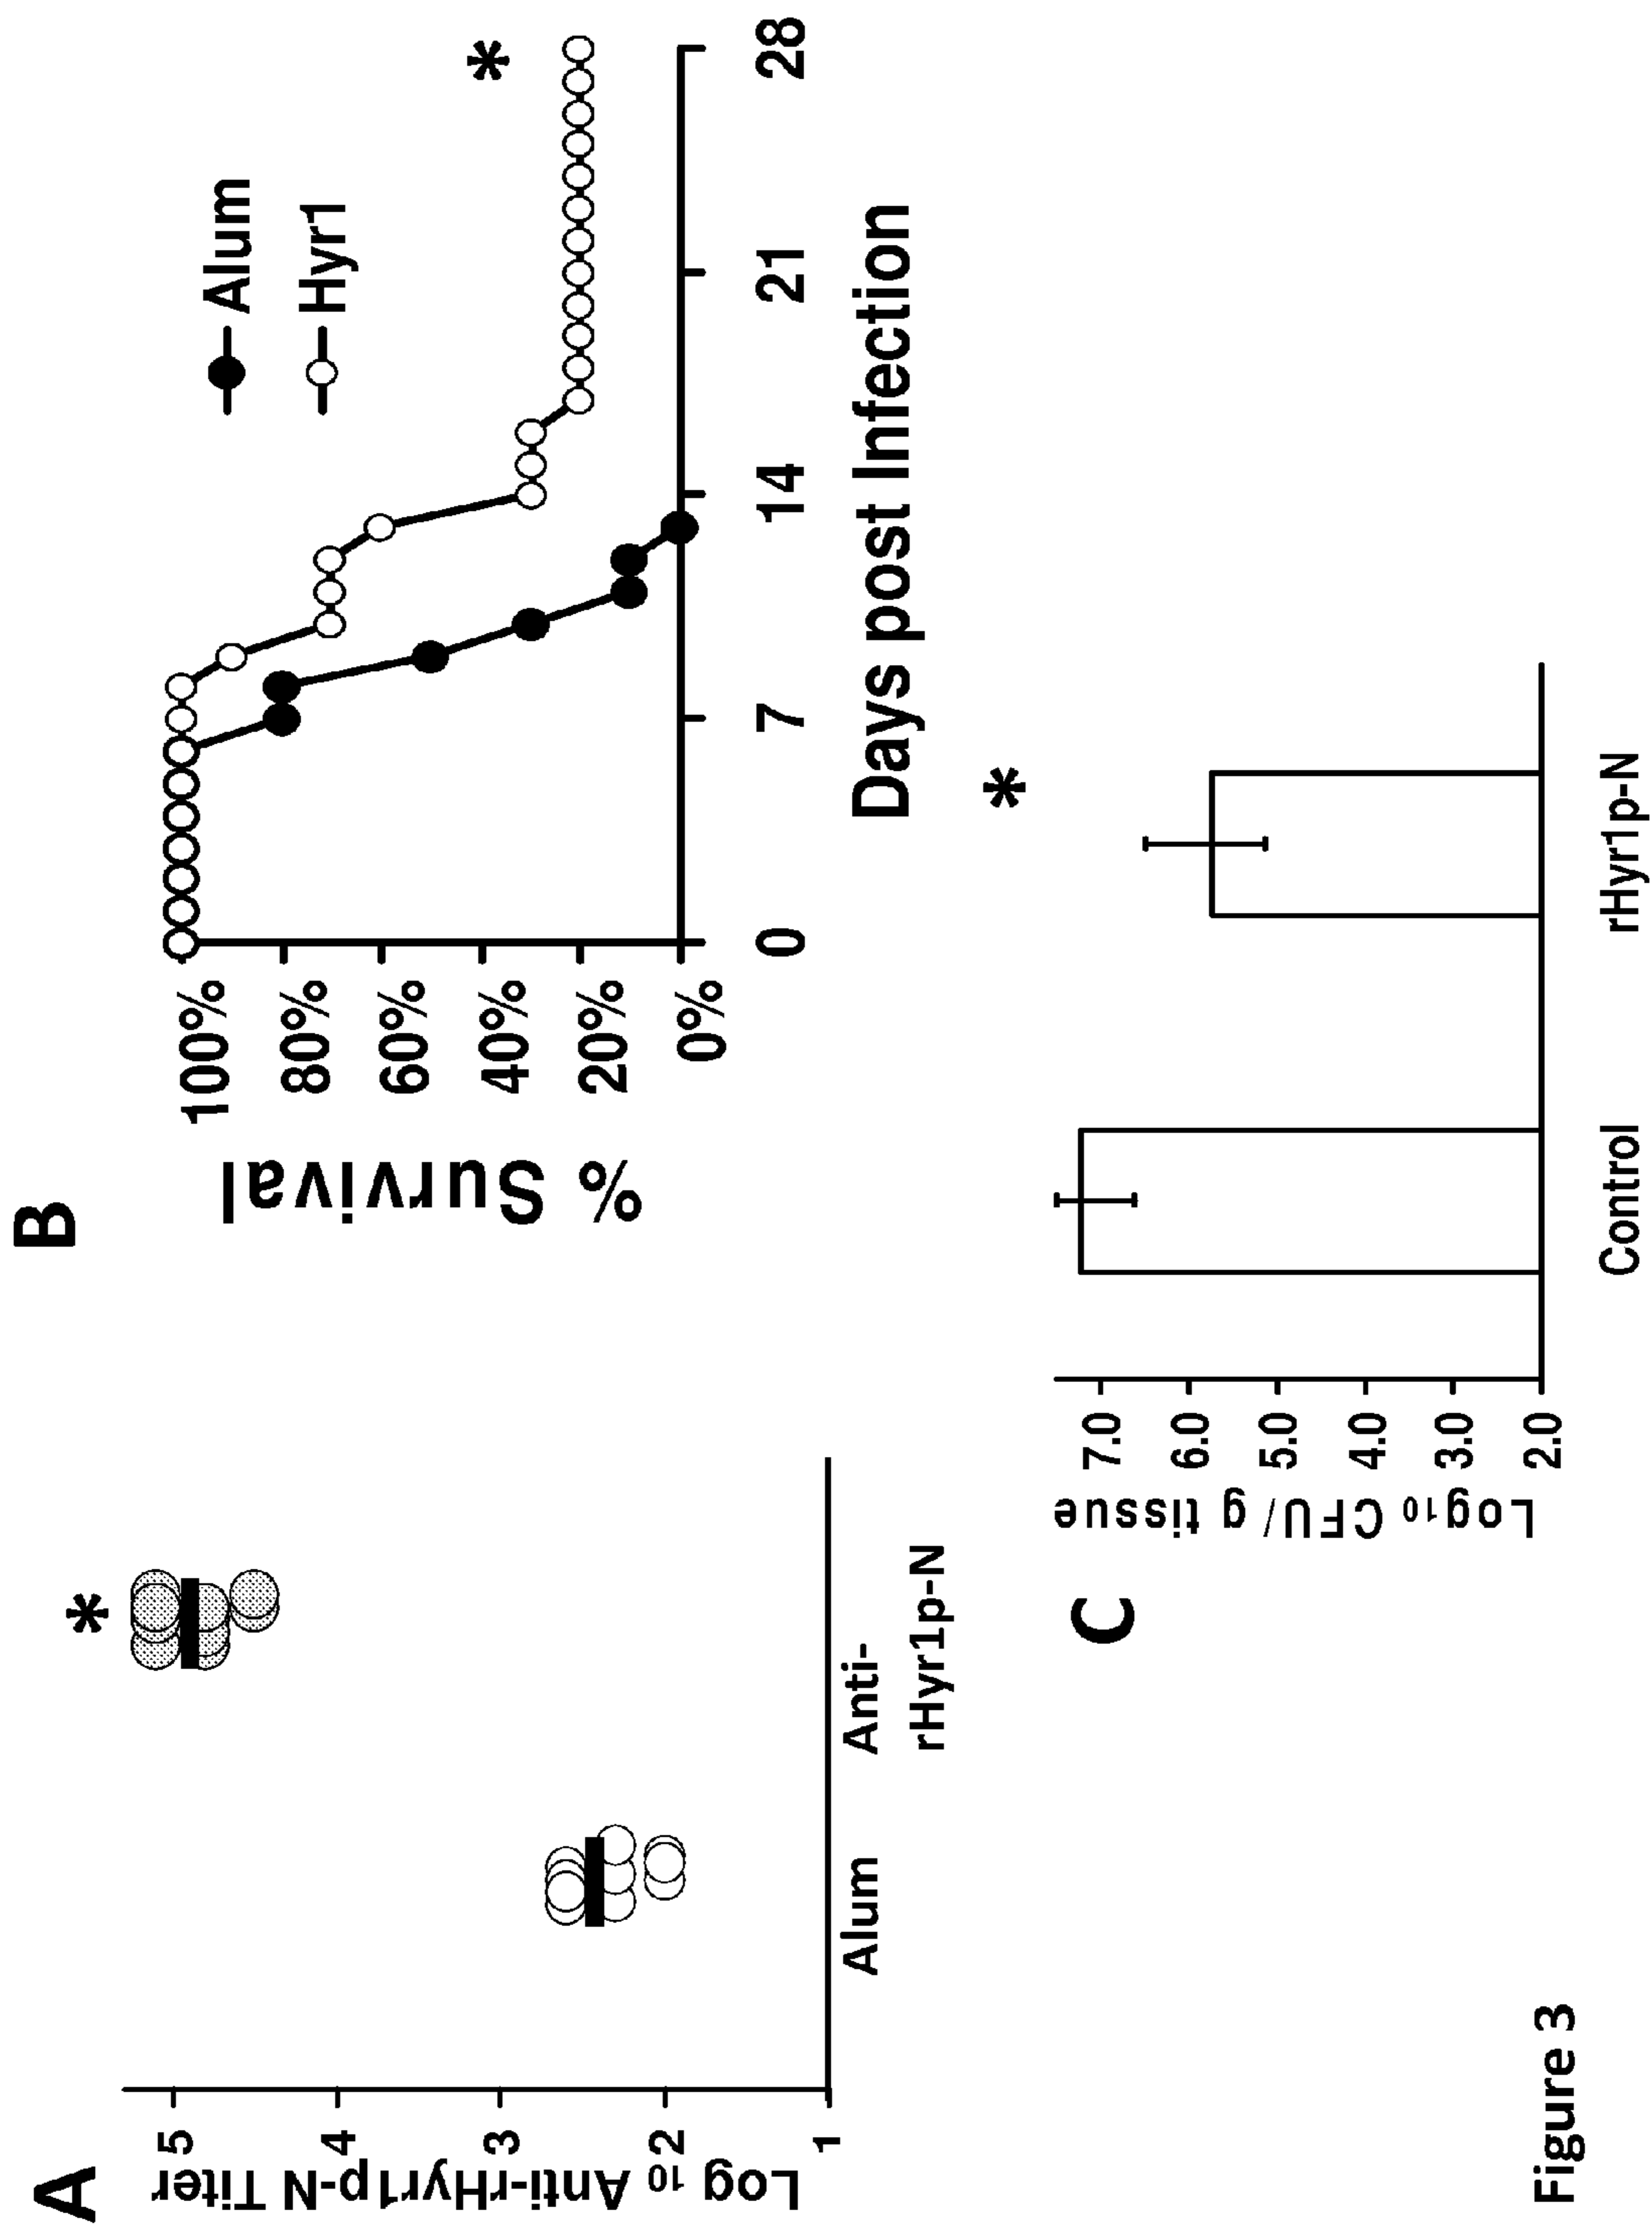 A
Log 10 Anti-rHyr1p-N Titer
5
4
3
2
1
*
Alum
Anti-
rHyr1p-N
B
% Survival
100%
80%
60%
40%
20%
0%
Alum
Hyr1
*
0 7 14 21 28
Days post Infection
C
Log10 CFU/ g tissue
7.0
6.0
5.0
4.0
3.0
2.0
*
Control rHyr1p-N
Figure 3